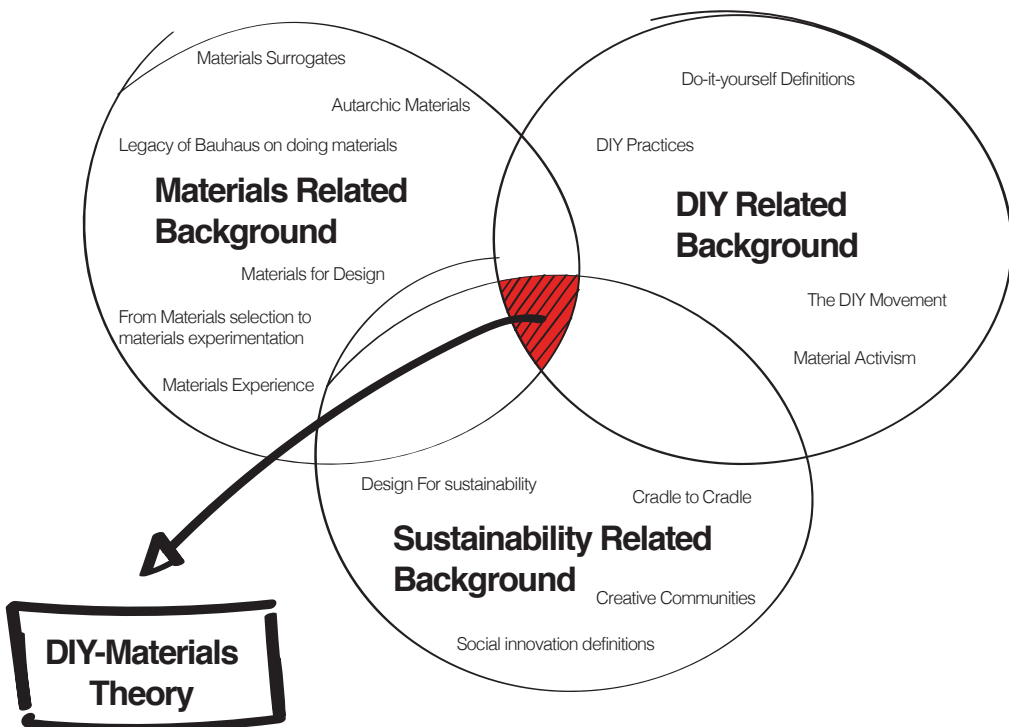 Materials Surrogates
Autarchic Materials
Legacy of Bauhaus on doing materials
Materials Related
Background
Materials for Design
From Materials selection to
materials experimentation
Materials Experience
Do-it-yourself Definitions
DIY Practices
DIY Related
Background
The DIY Movement
Material Activism
Design For sustainability
Cradle to Cradle
Sustainability Related
Background
Creative Communities
Social innovation definitions
DIY-Materials
Theory